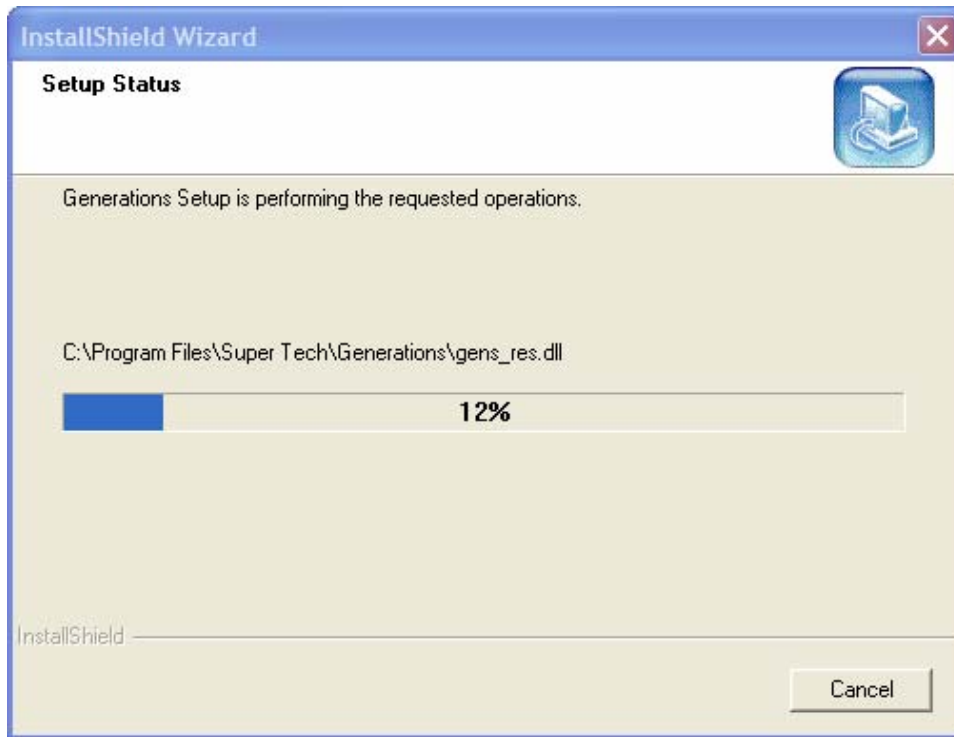 InstallShield Wizard
Setup Status
Generations Setup is performing the requested operations.
C:\Program Files\Super Tech\Generations\gens_res.dll
12%
InstallShield
Cancel